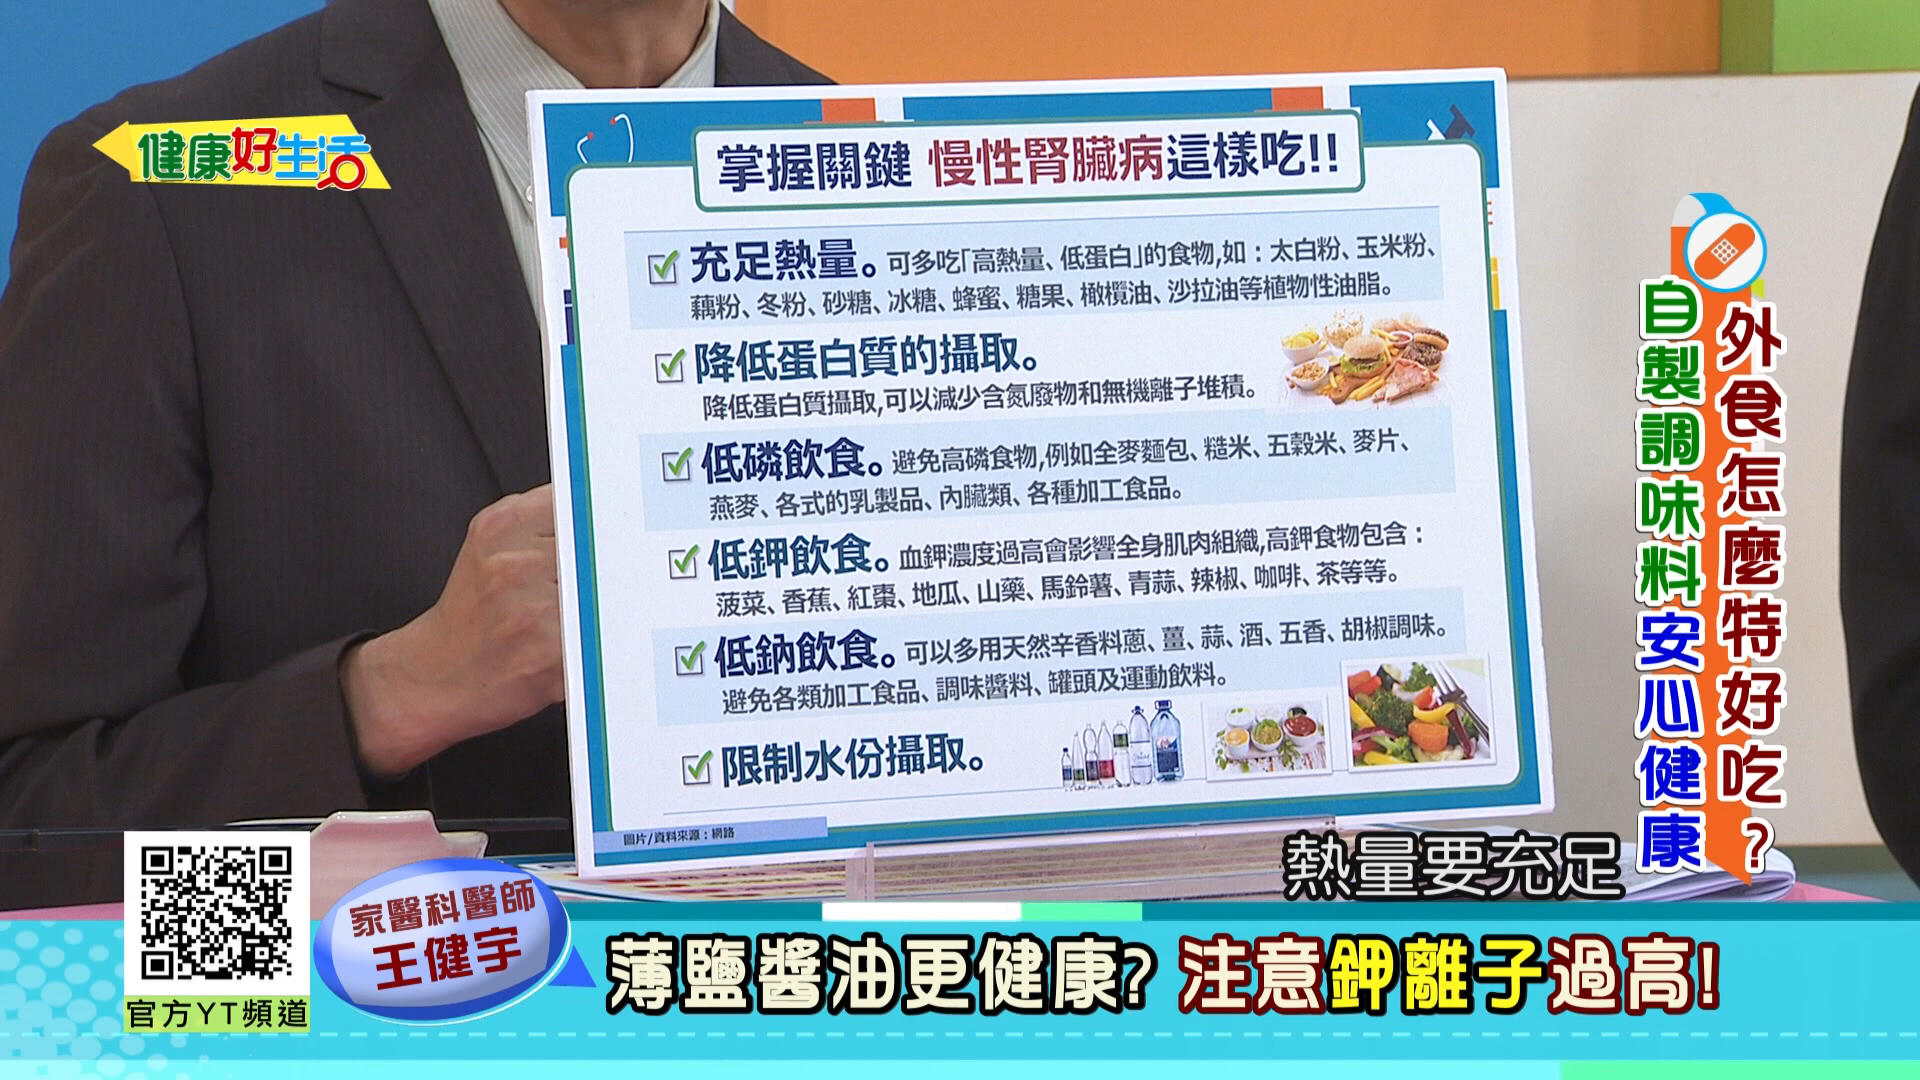 健康好生活
掌握關鍵 慢性腎臟病這樣吃!!
充足熱量。可多吃「高熱量、低蛋白」的食物,如:太白粉、玉米粉、
藕粉、冬粉、砂糖、冰糖、蜂蜜、糖果、橄欖油、沙拉油等植物性油脂。
降低蛋白質的攝取。
降低蛋白質攝取,可以減少含氮廢物和無機離子堆積。
低磷飲食。避免高磷食物,例如全麥麵包、糙米、五穀米、麥片、
燕麥、各式的乳製品、內臟類、各種加工食品。
低鉀飲食。血鉀濃度過高會影響全身肌肉組織,高鉀食物包含:
菠菜、香蕉、紅棗、地瓜、山藥、馬鈴薯、青蒜、辣椒、咖啡、茶等等。
低鈉飲食。可以多用天然辛香料蔥、薑、蒜、酒、五香、胡椒調味。
避免各類加工食品、調味醬料、罐頭及運動飲料。
限制水份攝取。
圖片/資料來源:網路
外食怎麼特好吃?
自製調味料安心健康
熱量要充足
家醫科醫師
王健宇
薄鹽醬油更健康? 注意鉀離子過高!
官方YT頻道